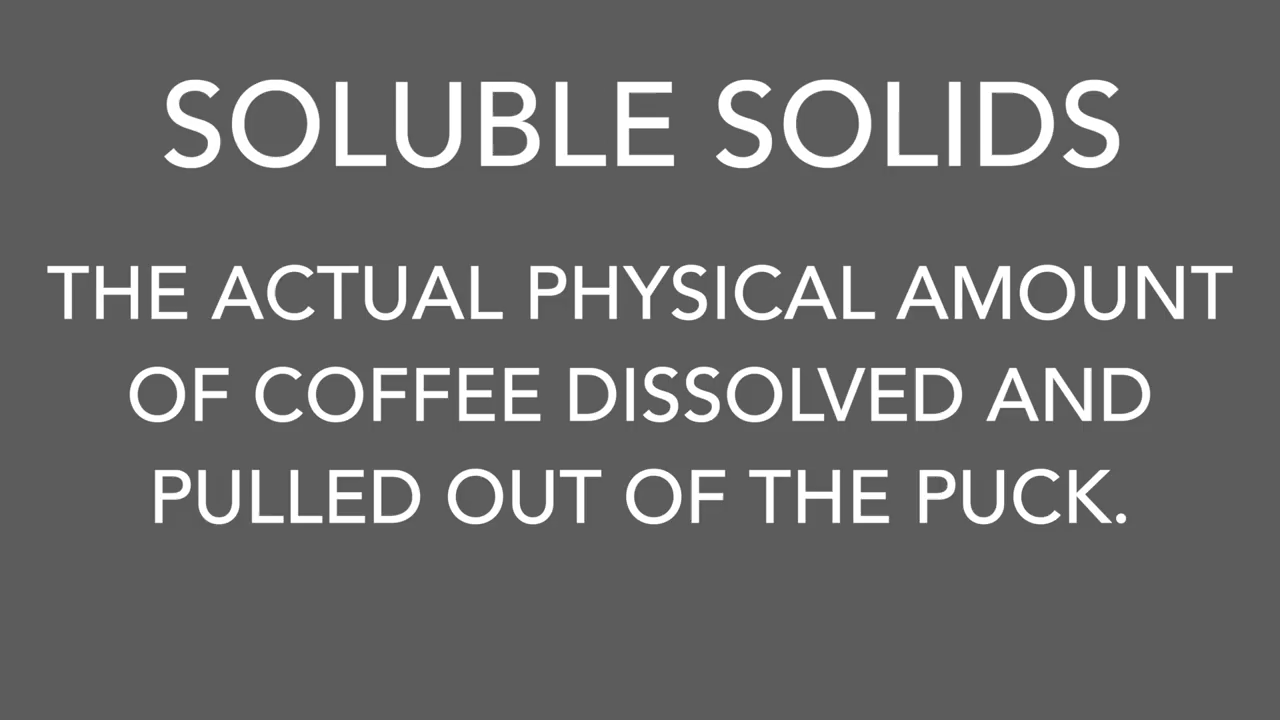 SOLUBLE SOLIDS
THE ACTUAL PHYSICAL AMOUNT
OF COFFEE DISSOLVED AND
PULLED OUT OF THE PUCK.